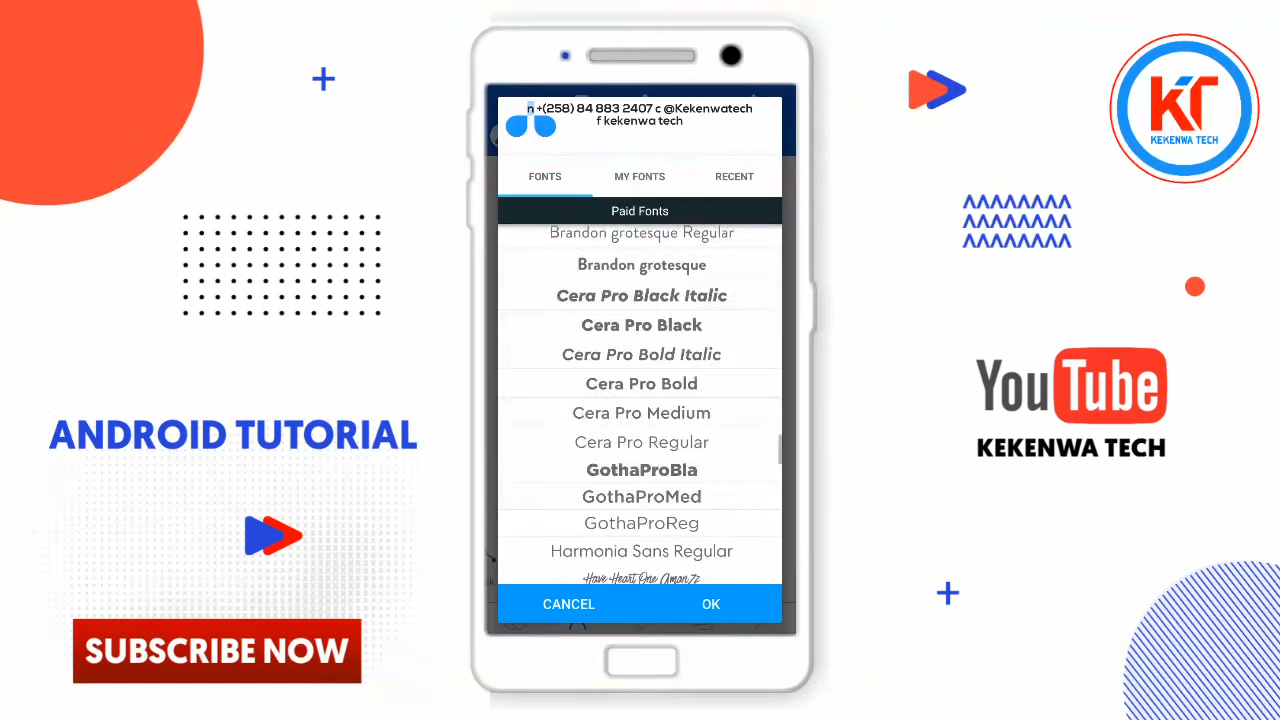 n +(258) 84 883 2407 c @Kekenwatech
f kekenwa tech
FONTS
MY FONTS
RECENT
Paid Fonts
Brandon grotesque Regular
Brandon grotesque
Cera Pro Black Italic
Cera Pro Black
Cera Pro Bold Italic
Cera Pro Bold
Cera Pro Medium
Cera Pro Regular
GothaProBla
GothaProMed
GothaProReg
Harmonia Sans Regular
Have Heart One Aman72
CANCEL
OK
ANDROID TUTORIAL
SUBSCRIBE NOW
KT
KEKENWA TECH
YouTube
KEKENWA TECH